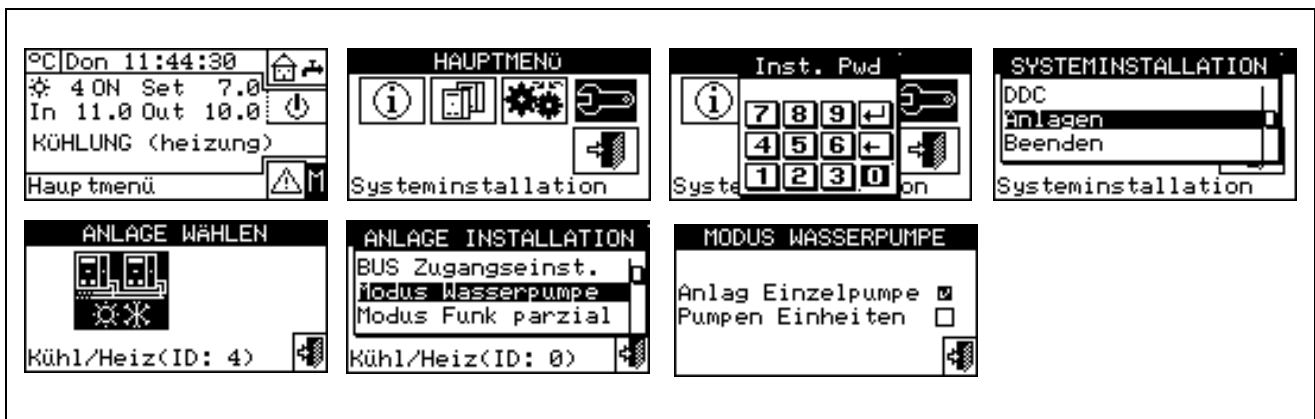 °C Don 11:44:30
4 ON Set 7.0
In 11.0 Out 10.0
KÜHLUNG (heizung)
Haup tmenü M
HAUPTMENÜ
i
Systeminstallation
Inst. Pwd
i
7 8 9 ↵
4 5 6 ←
1 2 3 0
Syste on
SYSTEMINSTALLATION
DDC
Anlagen
Beenden
Systeminstallation
ANLAGE WÄHLEN
Kühl/Heiz(ID: 4)
ANLAGE INSTALLATION
BUS Zugangseinst.
Modus Wasserpumpe
Modus Funk parzial
Kühl/Heiz(ID: 0)
MODUS WASSERPUMPE
Anlag Einzelpumpe
Pumpen Einheiten